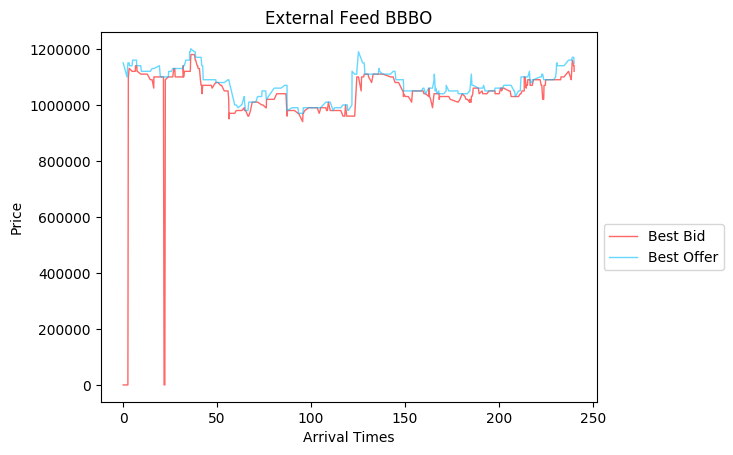 External Feed BBBO
1200000
1000000
800000
600000
400000
200000
0
Price
0
50
100
150
200
250
Arrival Times
Best Bid
Best Offer